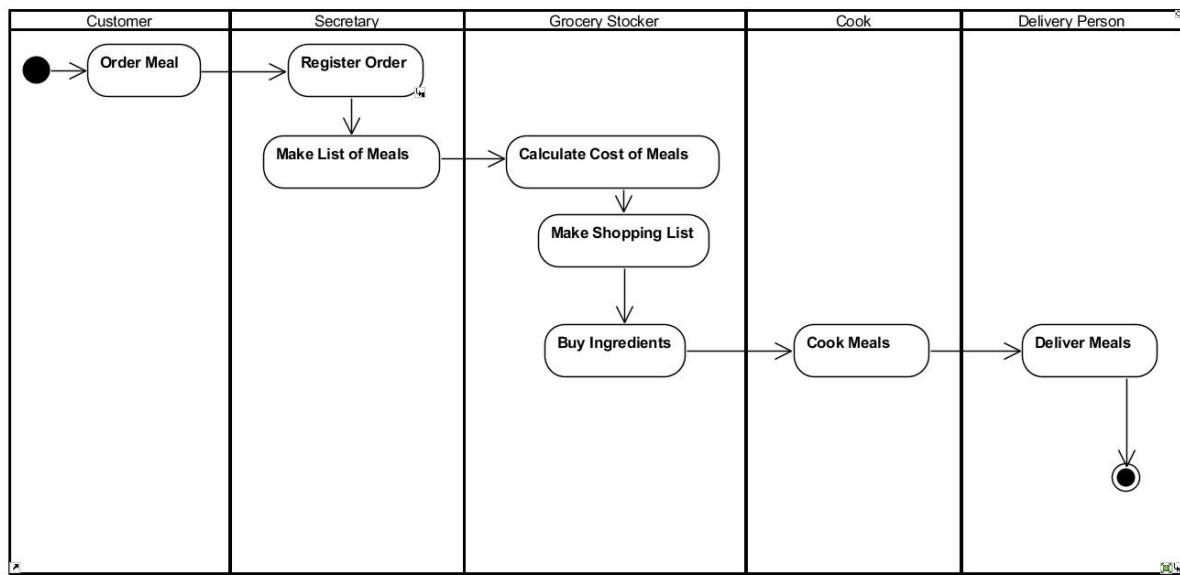 Customer
Secretary
Grocery Stocker
Cook
Delivery Person
Order Meal
Register Order
Make List of Meals
Calculate Cost of Meals
Make Shopping List
Buy Ingredients
Cook Meals
Deliver Meals